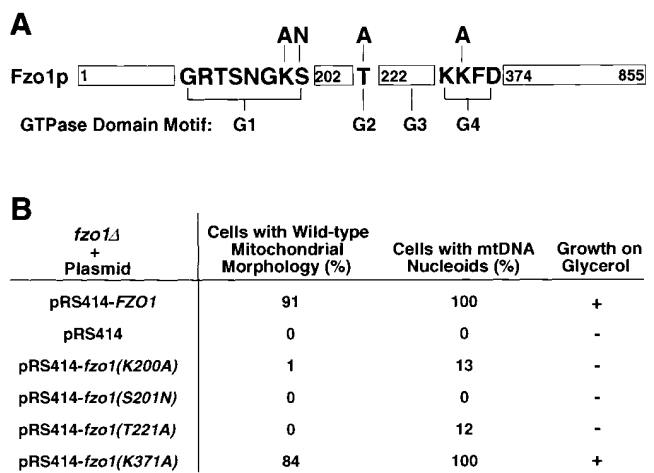 A
AN A A
Fzo1p 1 GRTSNGKS 202 T 222 KKFD 374 855
GTPase Domain Motif: G1 G2 G3 G4
B
fzo1Δ + Plasmid Cells with Wild-type Mitochondrial Morphology (%) Cells with mtDNA Nucleoids (%) Growth on Glycerol
pRS414-FZO1 91 100 +
pRS414 0 0 -
pRS414-fzo1(K200A) 1 13 -
pRS414-fzo1(S201N) 0 0 -
pRS414-fzo1(T221A) 0 12 -
pRS414-fzo1(K371A) 84 100 +